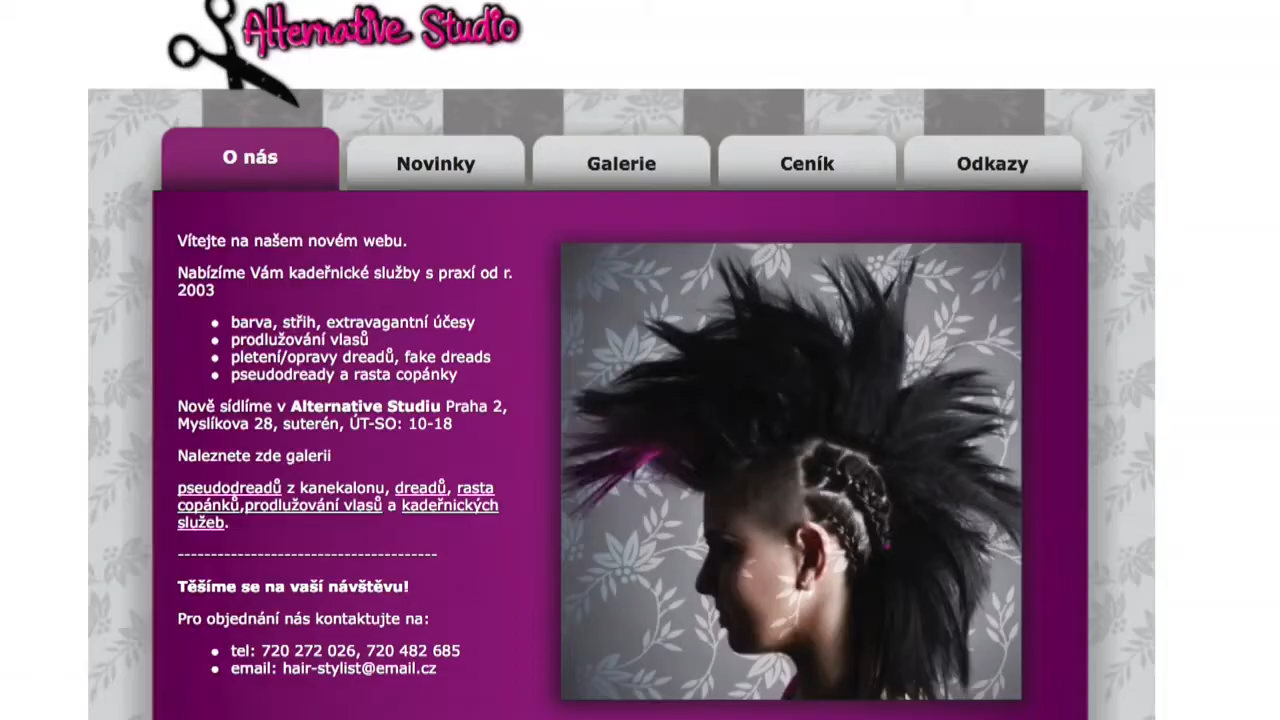 Alternative Studio
O nás
Novinky
Galerie
Ceník
Odkazy
Vítejte na našem novém webu.
Nabízíme Vám kadeřnické služby s praxí od r.
2003
barva, střih, extravagantní účesy
prodlužování vlasů
pletení/opravy dreadů, fake dreads
pseudodready a rasta copánky
Nově sídlíme v Alternative Studiu Praha 2,
Myslíkova 28, suterén, ÚT-SO: 10-18
Naleznete zde galerii
pseudodreadů z kanekalonu, dreadů, rasta
copánků,prodlužování vlasů a kadeřnických
služeb.
---------------------------------------
Těšíme se na vaší návštěvu!
Pro objednání nás kontaktujte na:
tel: 720 272 026, 720 482 685
email: hair-stylist@email.cz